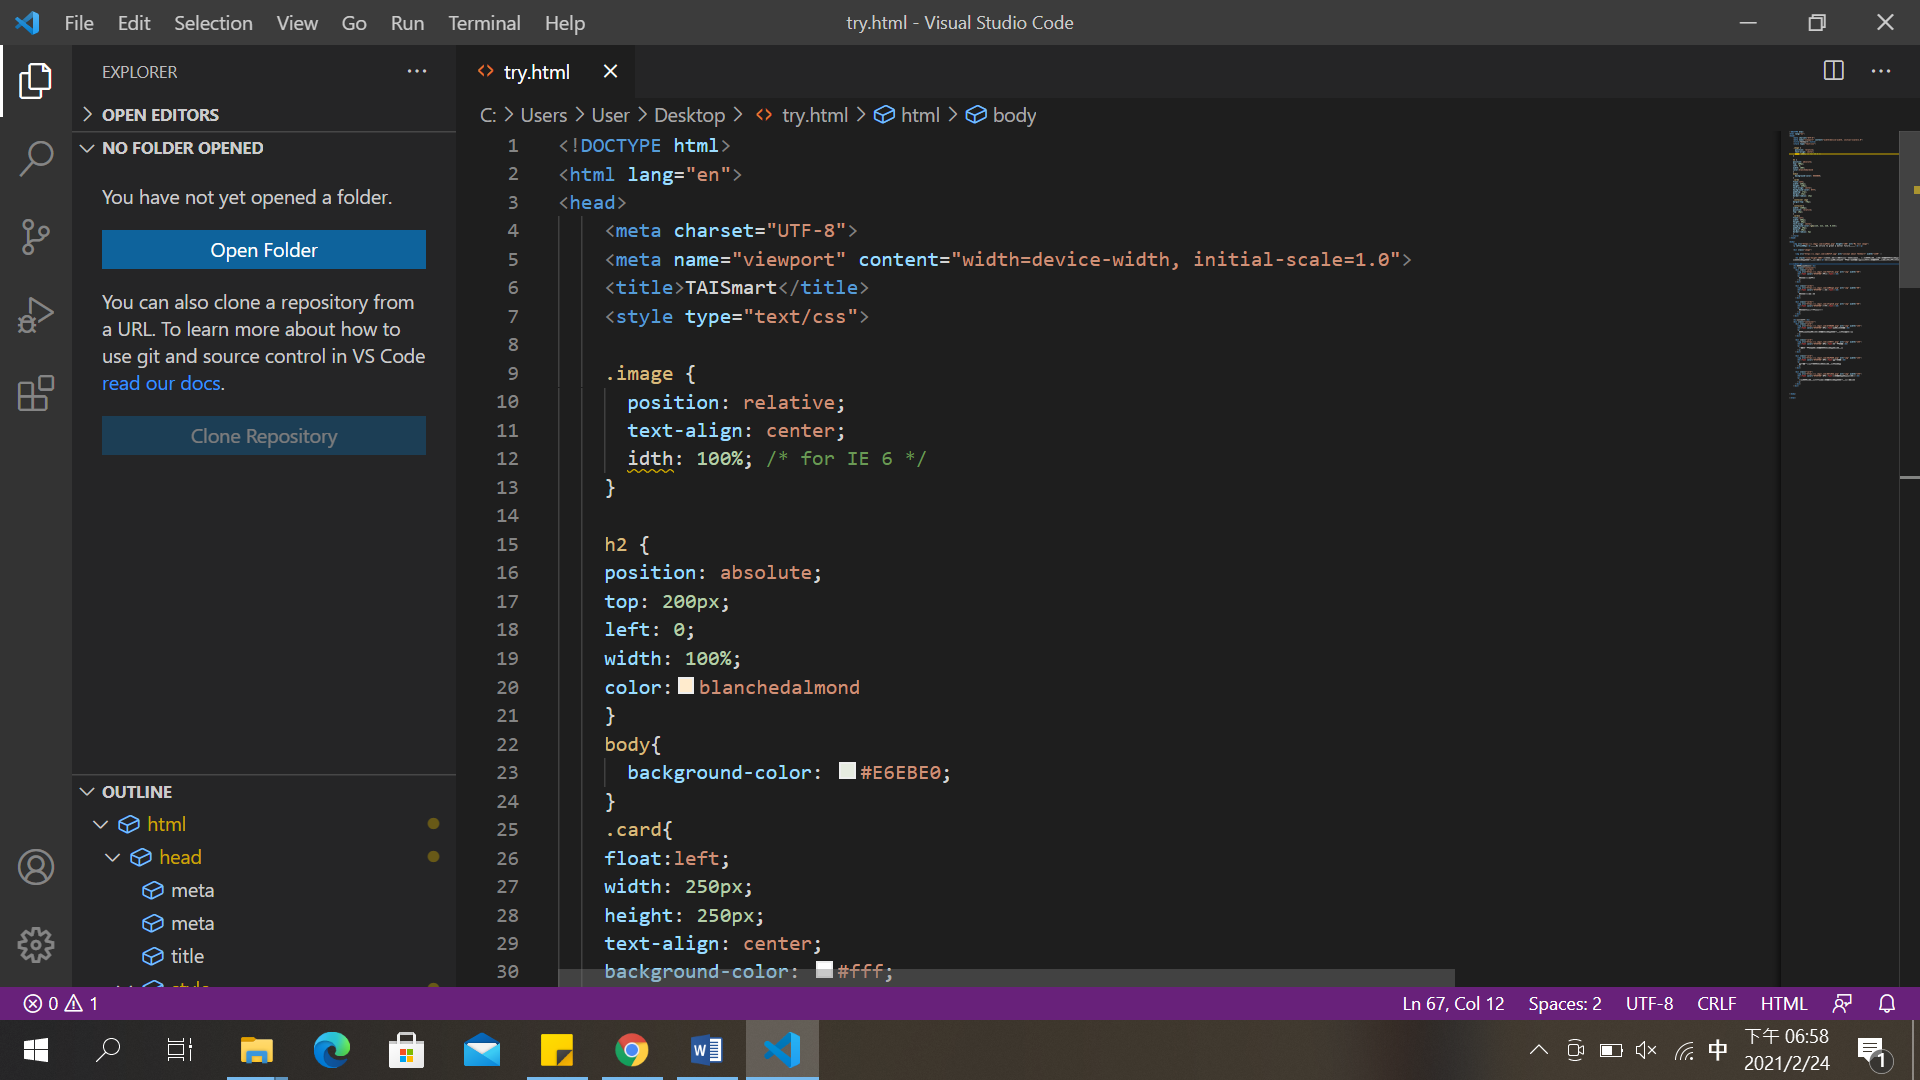 File Edit Selection View Go Run Terminal Help
try.html - Visual Studio Code
EXPLORER
OPEN EDITORS
NO FOLDER OPENED
You have not yet opened a folder.
Open Folder
You can also clone a repository from
a URL. To learn more about how to
use git and source control in VS Code
read our docs.
Clone Repository
OUTLINE
html
head
meta
meta
title
style
try.html
C: > Users > User > Desktop > try.html > html > body
1 <!DOCTYPE html>
2 <html lang="en">
3 <head>
4 <meta charset="UTF-8">
5 <meta name="viewport" content="width=device-width, initial-scale=1.0">
6 <title>TAISmart</title>
7 <style type="text/css">
8
9 .image {
10 position: relative;
11 text-align: center;
12 idth: 100%; /* for IE 6 */
13 }
14
15 h2 {
16 position: absolute;
17 top: 200px;
18 left: 0;
19 width: 100%;
20 color: blanchedalmond
21 }
22 body{
23 background-color: #E6EBE0;
24 }
25 .card{
26 float:left;
27 width: 250px;
28 height: 250px;
29 text-align: center;
30 background-color: #fff;
0 1
Ln 67, Col 12 Spaces: 2 UTF-8 CRLF HTML
中
下午 06:58
2021/2/24
1